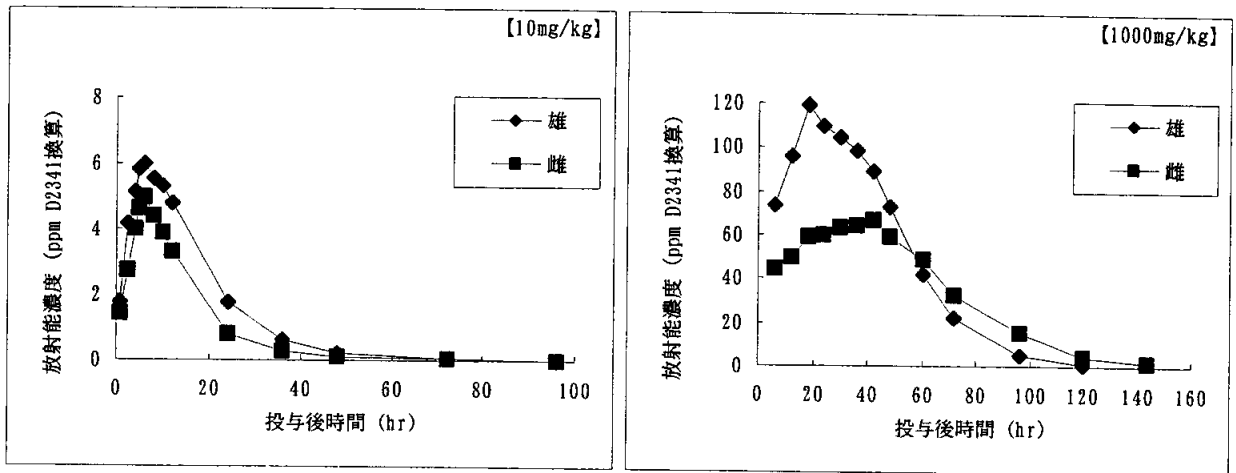 【10mg/kg】
8
6
4
2
0
放射能濃度 (ppm D2341換算)
雄
雌
0 20 40 60 80 100
投与後時間 (hr)
【1000mg/kg】
120
100
80
60
40
20
0
放射能濃度 (ppm D2341換算)
雄
雌
0 20 40 60 80 100 120 140 160
投与後時間 (hr)